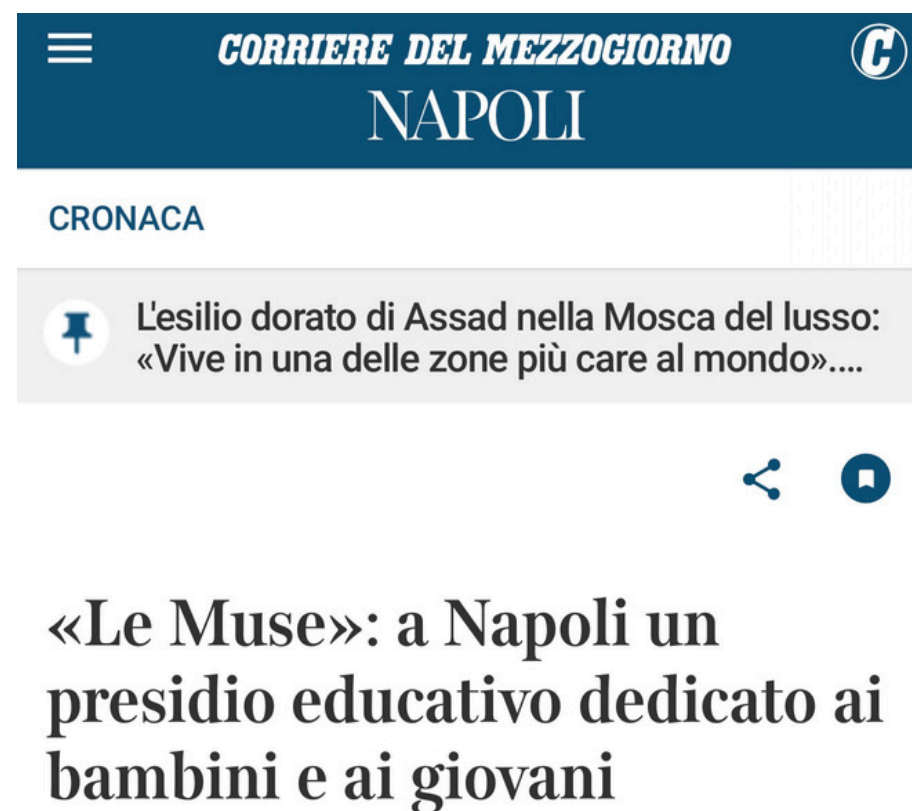 CORRIERE DEL MEZZOGIORNO
C
NAPOLI
CRONACA
L'esilio dorato di Assad nella Mosca del lusso:
«Vive in una delle zone più care al mondo»....
«Le Muse»: a Napoli un
presidio educativo dedicato ai
bambini e ai giovani